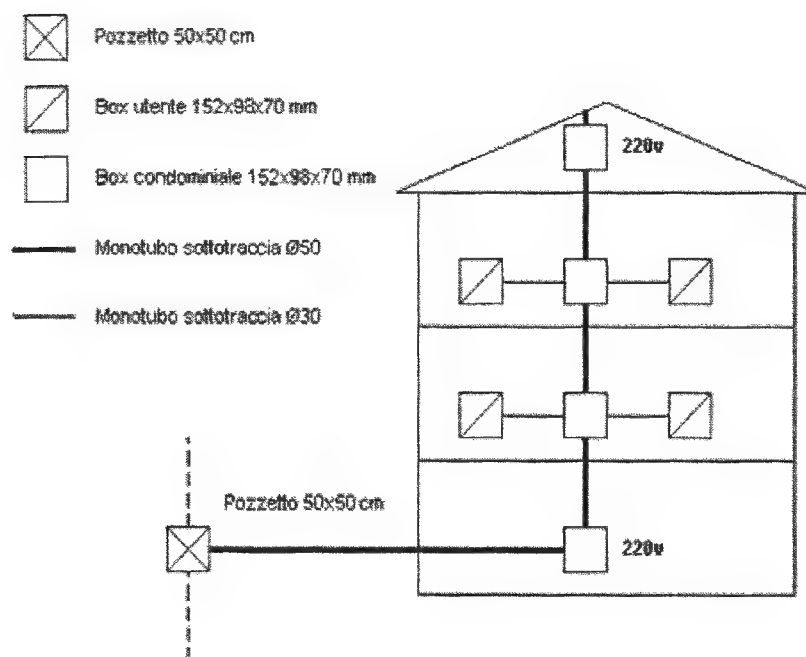 Pozzetto 50x50 cm
Box utente 152x98x70 mm
Box condominiale 152x98x70 mm
Monotubo sottotraccia Ø50
Monotubo sottotraccia Ø30
220v
Pozzetto 50x50 cm
220v